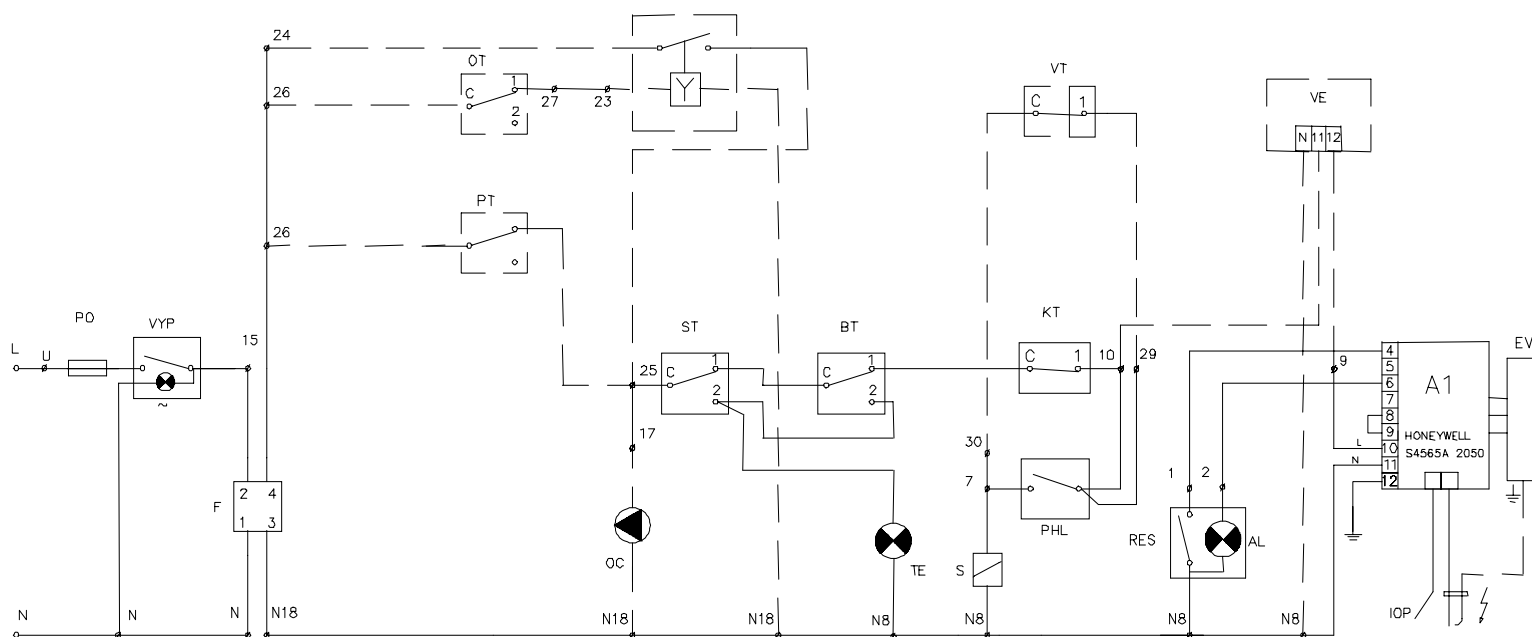 24
OT
VT
VE
1
C
2
26
27
23
Y
C
1
N 11 12
PT
26
L
U
PO
VYP
15
ST
BT
KT
25
C
1
2
C
1
2
C
1
10
29
9
4
5
6
7
8
9
10
11
12
A1
HONEYWELL
S4565A 2050
EV
L
N
~
17
30
7
1
2
F
2 4
1 3
PHL
RES
AL
OC
TE
S
IOP
N
N
N18
N18
N18
N8
N8
N8
N8